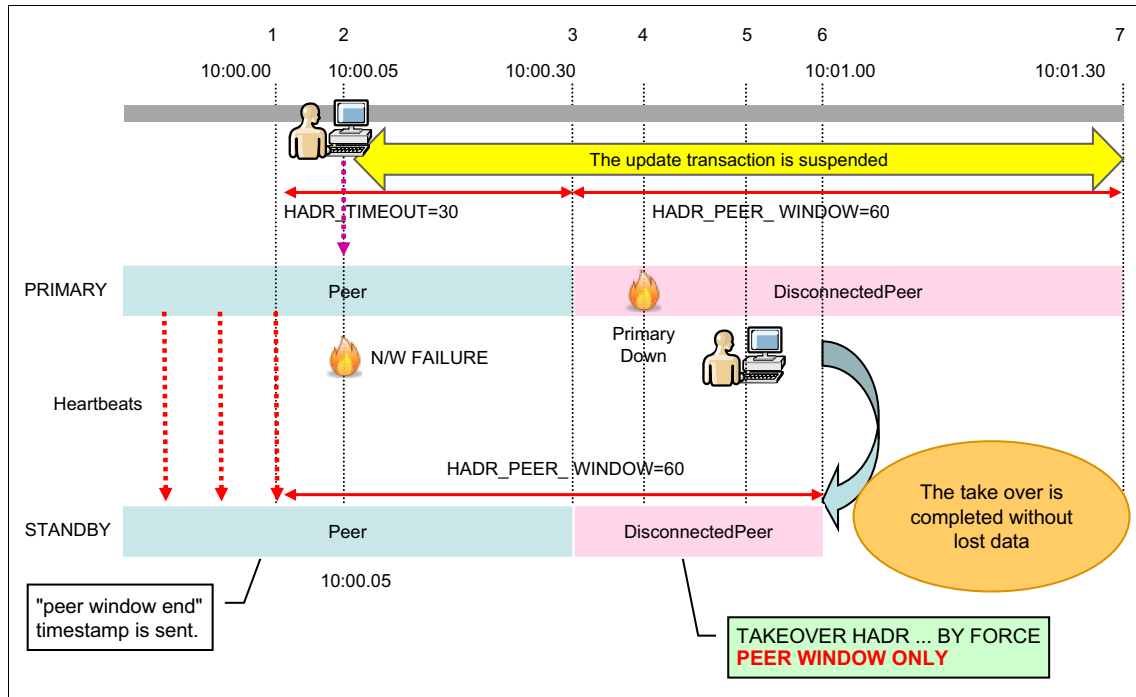 1 2 3 4 5 6 7
10:00.00 10:00.05 10:00.30 10:01.00 10:01.30
The update transaction is suspended
HADR_TIMEOUT=30 HADR_PEER_ WINDOW=60
PRIMARY Peer DisconnectedPeer
Primary
Down
N/W FAILURE
Heartbeats
HADR_PEER_ WINDOW=60
The take over is
completed without
lost data
STANDBY Peer DisconnectedPeer
10:00.05
"peer window end"
timestamp is sent.
TAKEOVER HADR ... BY FORCE
PEER WINDOW ONLY